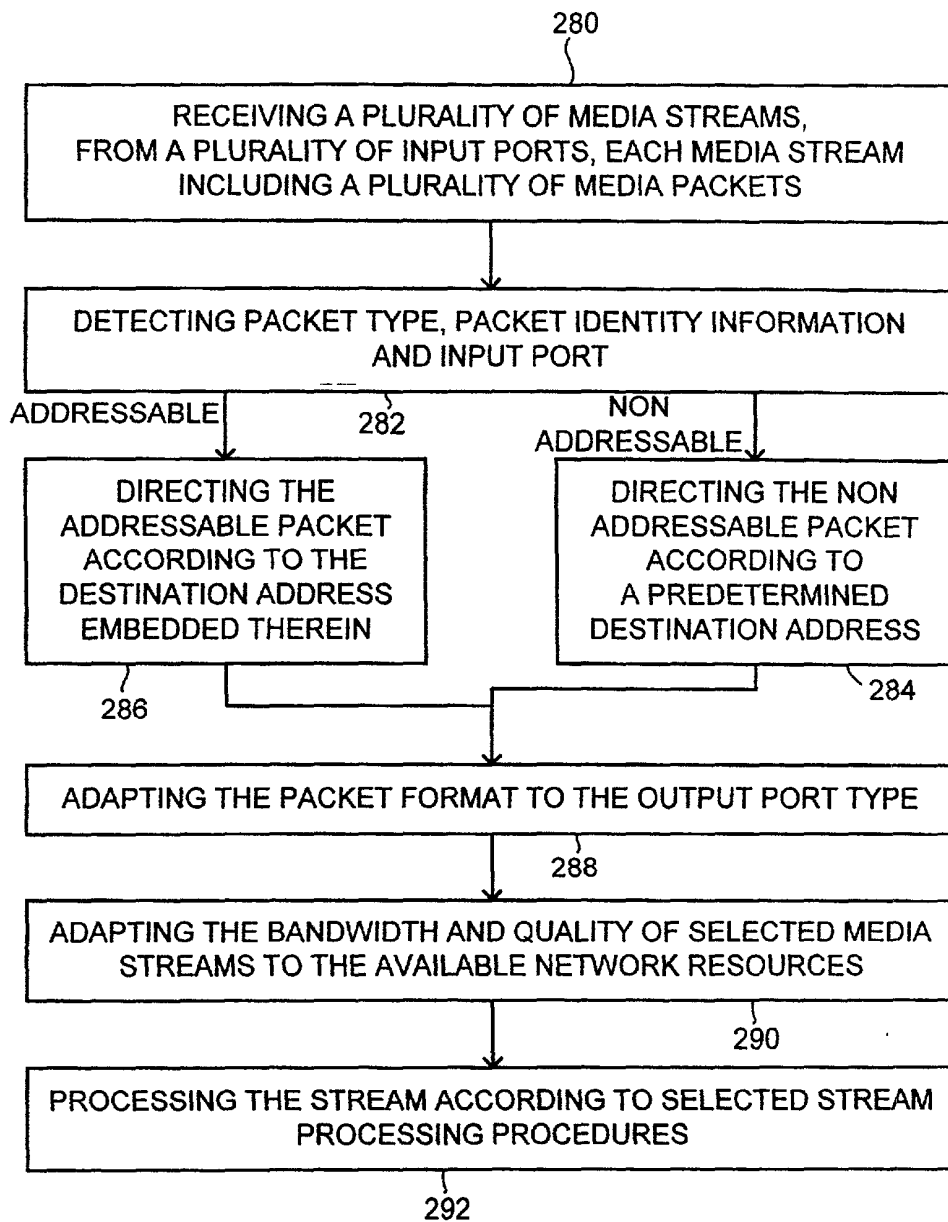 280
RECEIVING A PLURALITY OF MEDIA STREAMS,
FROM A PLURALITY OF INPUT PORTS, EACH MEDIA STREAM
INCLUDING A PLURALITY OF MEDIA PACKETS
DETECTING PACKET TYPE, PACKET IDENTITY INFORMATION
AND INPUT PORT
282
ADDRESSABLE
NON
ADDRESSABLE
DIRECTING THE
ADDRESSABLE PACKET
ACCORDING TO THE
DESTINATION ADDRESS
EMBEDDED THEREIN
286
DIRECTING THE NON
ADDRESSABLE PACKET
ACCORDING TO
A PREDETERMINED
DESTINATION ADDRESS
284
ADAPTING THE PACKET FORMAT TO THE OUTPUT PORT TYPE
288
ADAPTING THE BANDWIDTH AND QUALITY OF SELECTED MEDIA
STREAMS TO THE AVAILABLE NETWORK RESOURCES
290
PROCESSING THE STREAM ACCORDING TO SELECTED STREAM
PROCESSING PROCEDURES
292